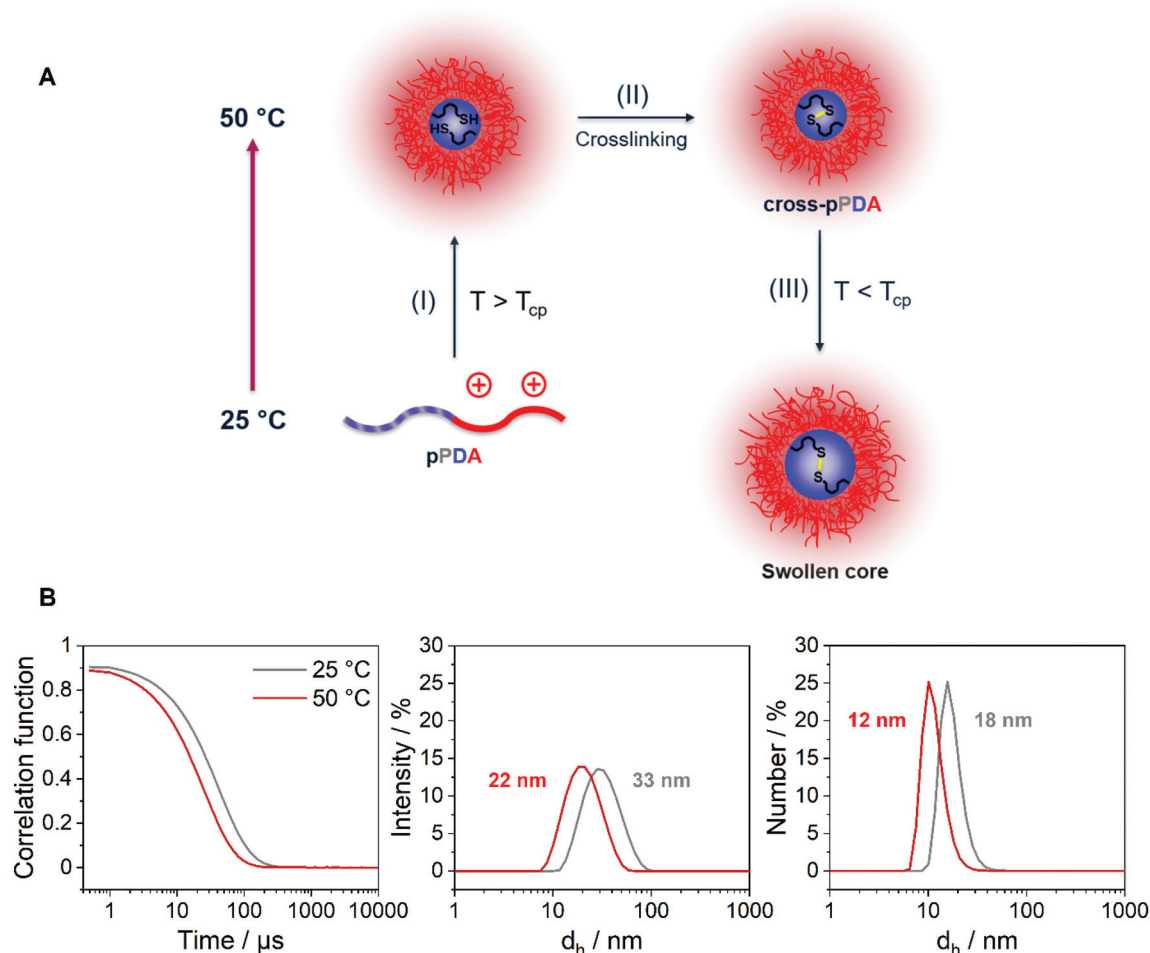 A
50 °C
SH
HS
(II)
Crosslinking
S
S
cross-pPDA
(I) T > Tcp
(III) T < Tcp
25 °C
+ +
pPDA
S
S
Swollen core
B
Correlation function
1
0.8
0.6
0.4
0.2
0
25 °C
50 °C
1 10 100 1000 10000
Time / µs
Intensity / %
30
25
20
15
10
5
0
22 nm 33 nm
1 10 100 1000
dh / nm
Number / %
30
25
20
15
10
5
0
12 nm 18 nm
1 10 100 1000
dh / nm